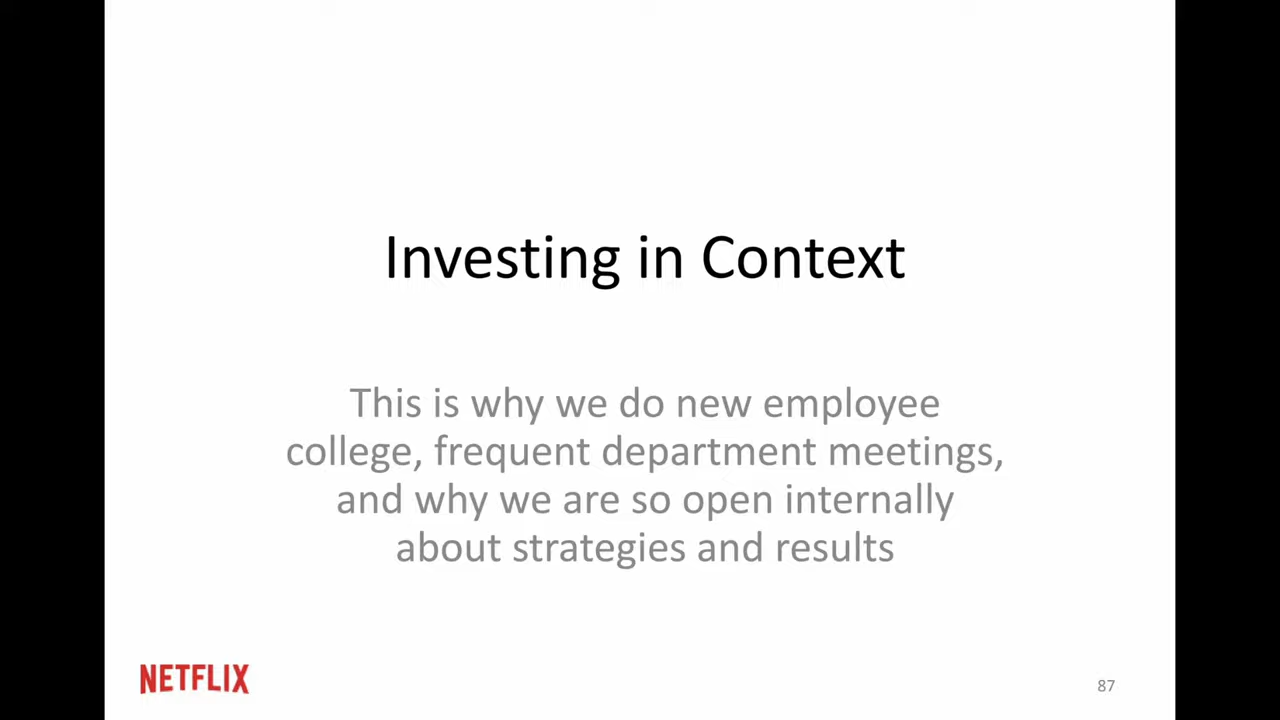 Investing in Context
This is why we do new employee
college, frequent department meetings,
and why we are so open internally
about strategies and results
NETFLIX
87